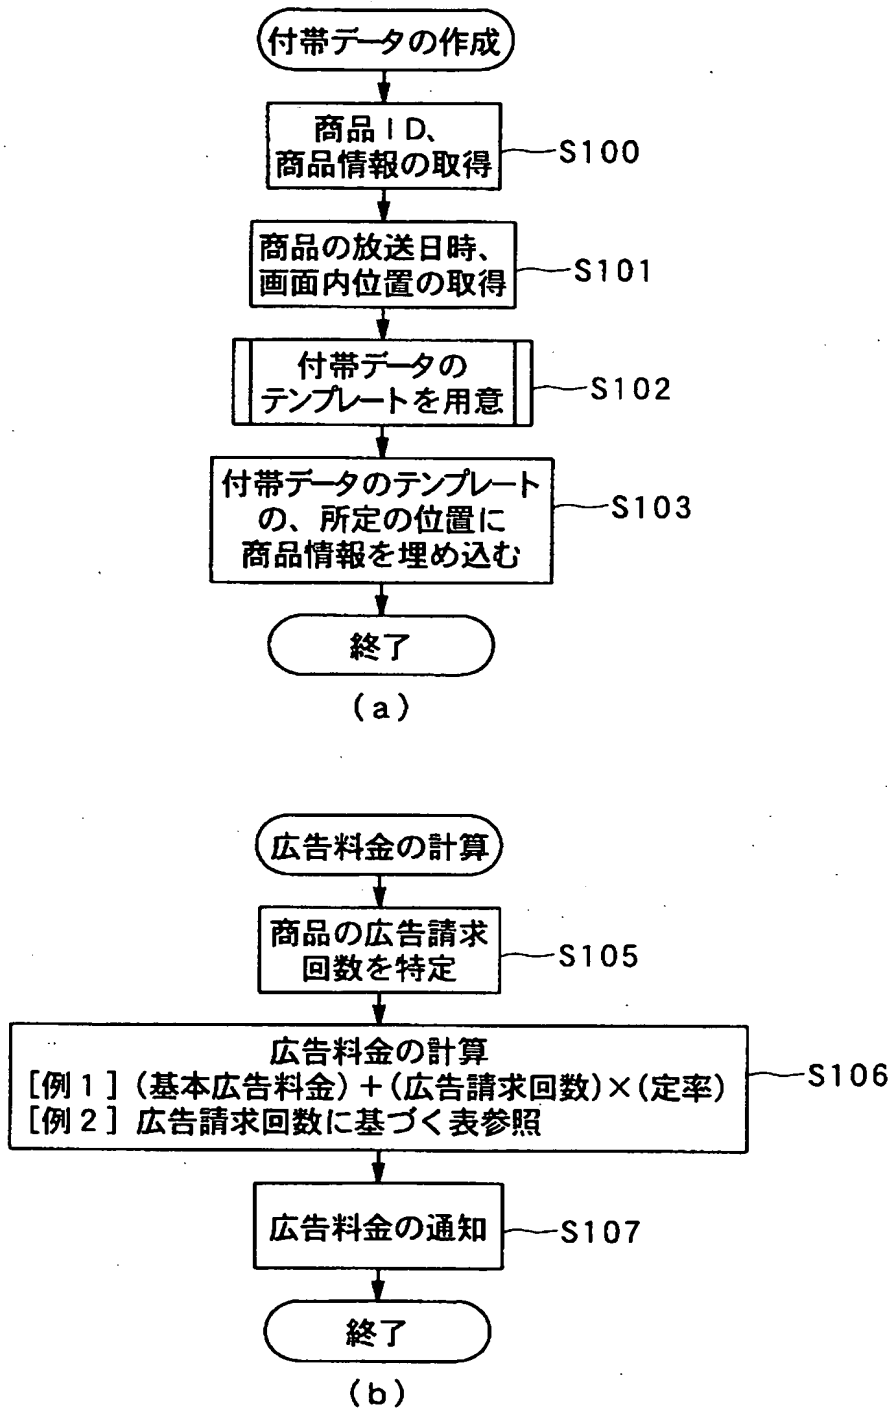 付帯データの作成
商品ID、
商品情報の取得
S100
商品の放送日時、
画面内位置の取得
S101
付帯データの
テンプレートを用意
S102
付帯データのテンプレート
の、所定の位置に
商品情報を埋め込む
S103
終了
(a)
広告料金の計算
商品の広告請求
回数を特定
S105
広告料金の計算
[例1](基本広告料金)+(広告請求回数)×(定率)
[例2]広告請求回数に基づく表参照
S106
広告料金の通知
S107
終了
(b)